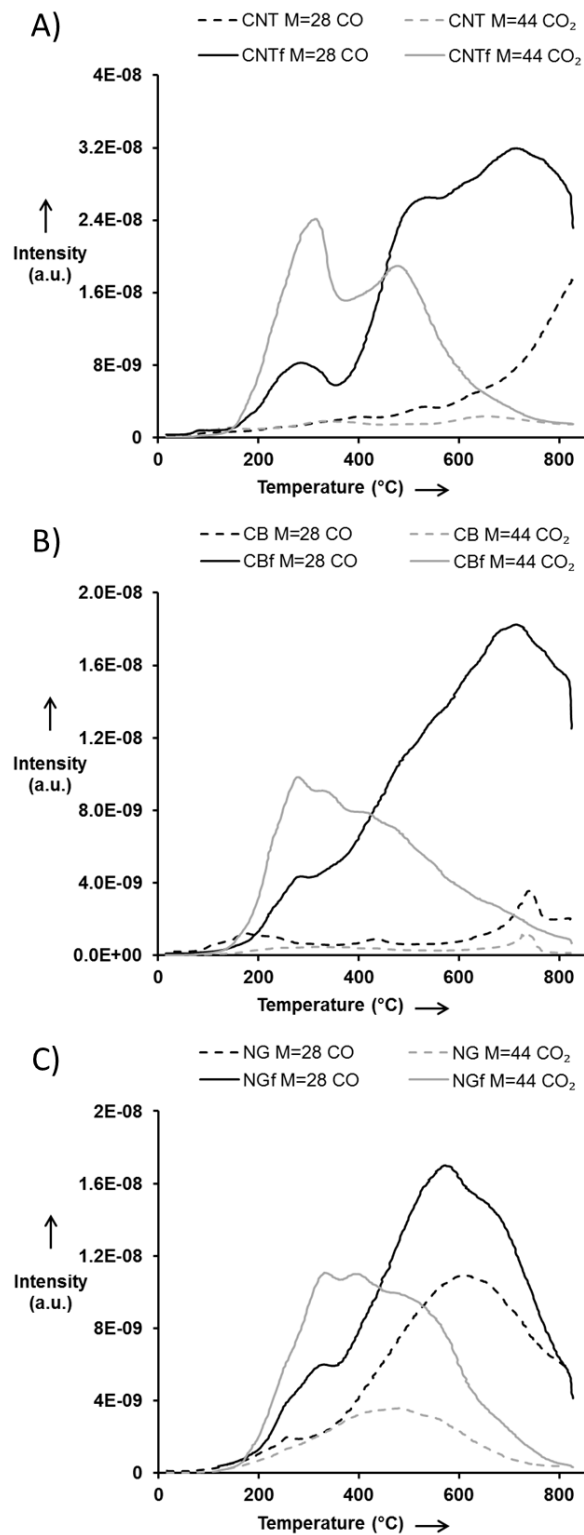 A)
CNT M=28 CO CNT M=44 CO₂
CNTf M=28 CO CNTf M=44 CO₂
4E-08
3.2E-08
2.4E-08
Intensity
(a.u.)
1.6E-08
8E-09
0
0 200 400 600 800
Temperature (°C)
B)
CB M=28 CO CB M=44 CO₂
CBf M=28 CO CBf M=44 CO₂
2.0E-08
1.6E-08
1.2E-08
Intensity
(a.u.)
8.0E-09
4.0E-09
0.0E+00
0 200 400 600 800
Temperature (°C)
C)
NG M=28 CO NG M=44 CO₂
NGf M=28 CO NGf M=44 CO₂
2E-08
1.6E-08
1.2E-08
Intensity
(a.u.)
8E-09
4E-09
0
0 200 400 600 800
Temperature (°C)